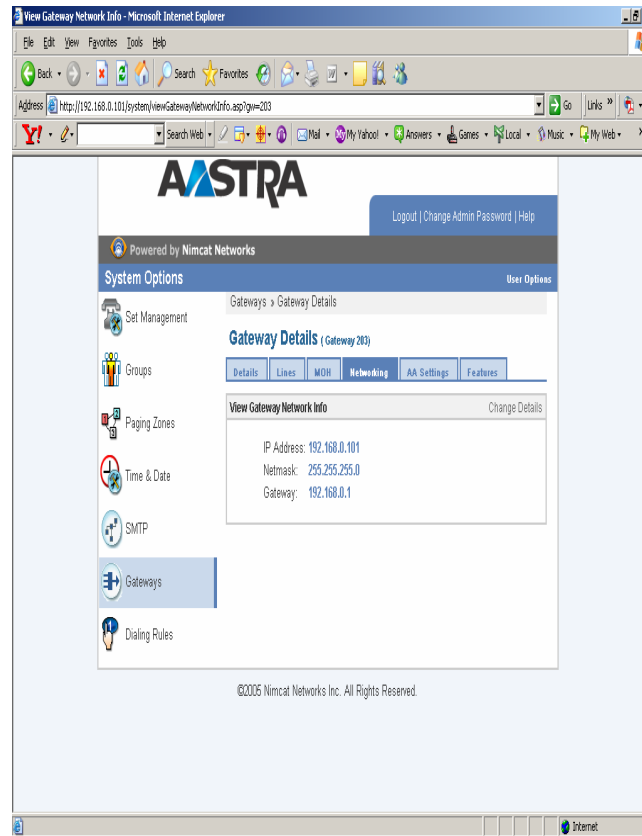 View Gateway Network Info - Microsoft Internet Explorer
File Edit View Favorites Tools Help
Back Search Favorites
Address http://192.168.0.101/system/viewGatewayNetworkInfo.asp?gw=203 Go Links »
Y! Search Web Mail My Yahoo! Answers Games Local Music My Web »
AASTRA
Logout | Change Admin Password | Help
Powered by Nimcat Networks
System Options User Options
Set Management
Groups
Paging Zones
Time & Date
SMTP
Gateways
Dialing Rules
Gateways » Gateway Details
Gateway Details ( Gateway 203)
Details Lines MOH Networking AA Settings Features
View Gateway Network Info Change Details
IP Address: 192.168.0.101
Netmask: 255.255.255.0
Gateway: 192.168.0.1
©2005 Nimcat Networks Inc. All Rights Reserved.
Internet